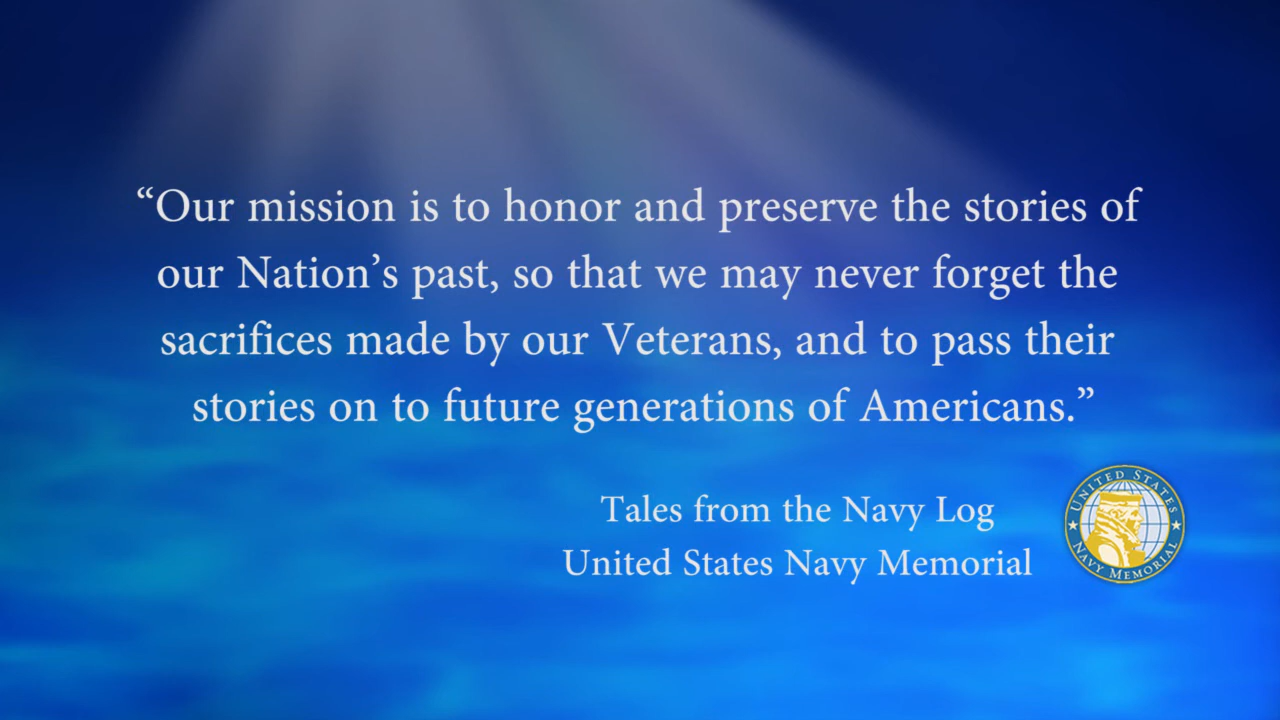 “Our mission is to honor and preserve the stories of
our Nation’s past, so that we may never forget the
sacrifices made by our Veterans, and to pass their
stories on to future generations of Americans.”
Tales from the Navy Log
United States Navy Memorial
UNITED STATES
NAVY MEMORIAL